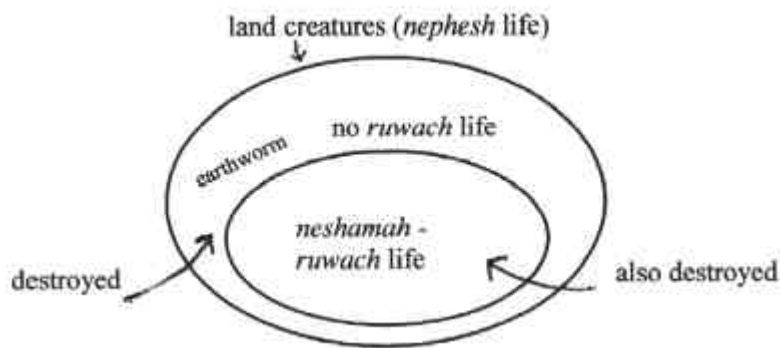 land creatures (nephesh life)
no ruwach life
earthworm
neshamah -
ruwach life
destroyed
also destroyed